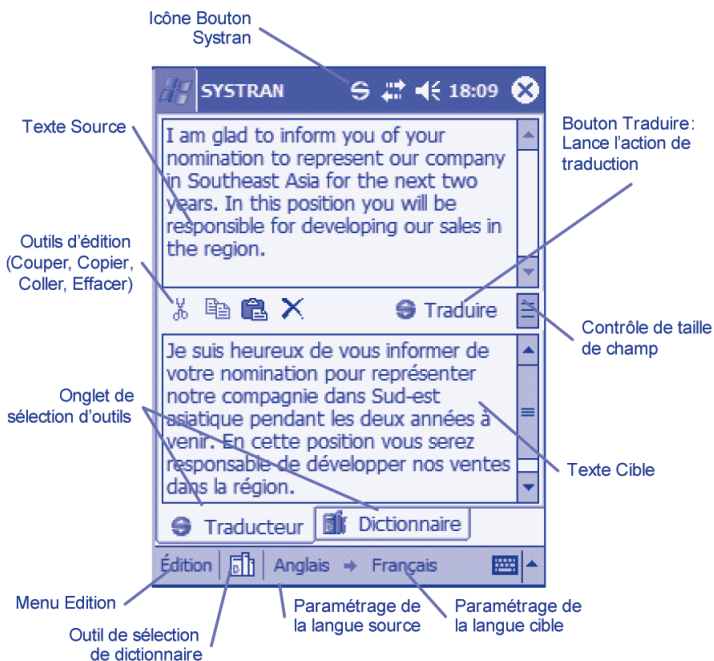 Icône Bouton
Systran
SYSTRAN
18:09
Texte Source
I am glad to inform you of your
nomination to represent our company
in Southeast Asia for the next two
years. In this position you will be
responsible for developing our sales in
the region.
Bouton Traduire:
Lance l'action de
traduction
Outils d'édition
(Couper, Copier,
Coller, Effacer)
Traduire
Contrôle de taille
de champ
Je suis heureux de vous informer de
votre nomination pour représenter
notre compagnie dans Sud-est
asiatique pendant les deux années à
venir. En cette position vous serez
responsable de développer nos ventes
dans la région.
Onglet de
sélection d'outils
Texte Cible
Traducteur
Dictionnaire
Édition
Anglais
Français
Menu Edition
Outil de sélection
de dictionnaire
Paramétrage de
la langue source
Paramétrage de
la langue cible